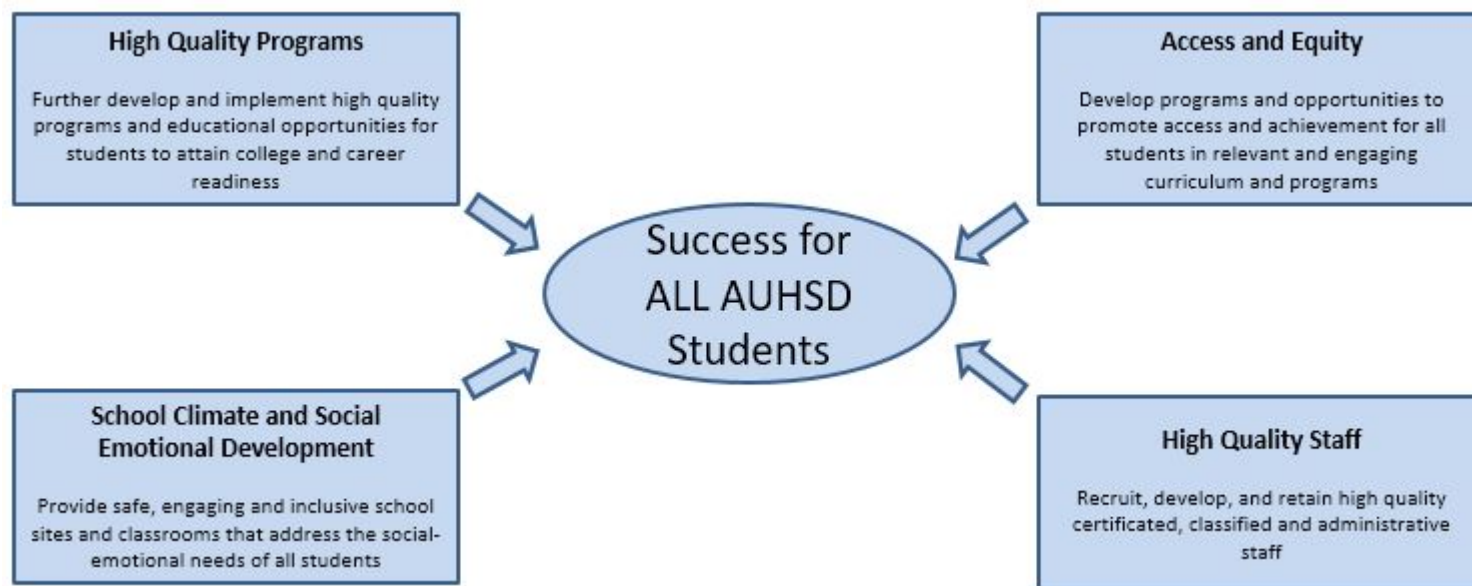 High Quality Programs
Further develop and implement high quality
programs and educational opportunities for
students to attain college and career
readiness
Access and Equity
Develop programs and opportunities to
promote access and achievement for all
students in relevant and engaging
curriculum and programs
Success for
ALL AUHSD
Students
School Climate and Social
Emotional Development
Provide safe, engaging and inclusive school
sites and classrooms that address the social-
emotional needs of all students
High Quality Staff
Recruit, develop, and retain high quality
certificated, classified and administrative
staff